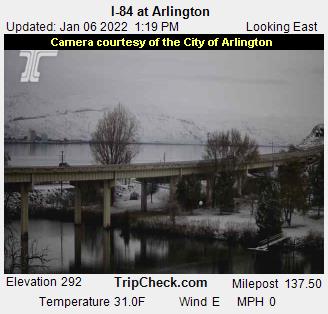 I-84 at Arlington
Updated: Jan 06 2022 1:19 PM Looking East
Camera courtesy of the City of Arlington
Elevation 292 TripCheck.com Milepost 137.50
Temperature 31.0F Wind E MPH 0